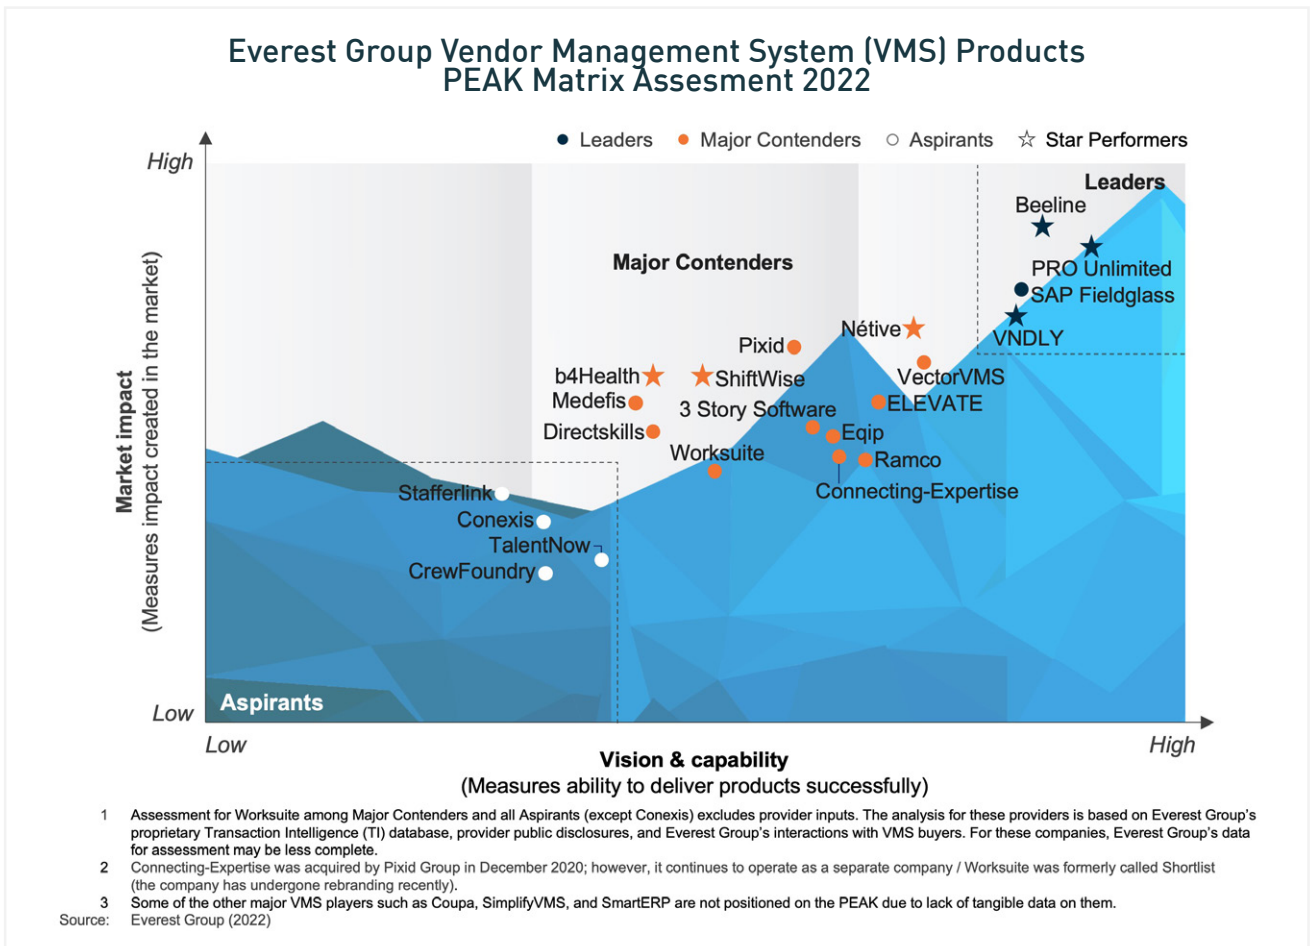 Everest Group Vendor Management System (VMS) Products
PEAK Matrix Assesment 2022
Leaders
Major Contenders
Aspirants
Star Performers
High
Leaders
Beeline
PRO Unlimited
SAP Fieldglass
VNDLY
Major Contenders
Nétive
Pixid
VectorVMS
b4Health
ShiftWise
Medefis
3 Story Software
ELEVATE
Directskills
Eqip
Worksuite
Ramco
Connecting-Expertise
Stafferlink
Conexis
TalentNow
CrewFoundry
Aspirants
Market impact
(Measures impact created in the market)
Low
Low
High
Vision & capability
(Measures ability to deliver products successfully)
1 Assessment for Worksuite among Major Contenders and all Aspirants (except Conexis) excludes provider inputs. The analysis for these providers is based on Everest Group's
proprietary Transaction Intelligence (TI) database, provider public disclosures, and Everest Group's interactions with VMS buyers. For these companies, Everest Group's data
for assessment may be less complete.
2 Connecting-Expertise was acquired by Pixid Group in December 2020; however, it continues to operate as a separate company / Worksuite was formerly called Shortlist
(the company has undergone rebranding recently).
3 Some of the other major VMS players such as Coupa, SimplifyVMS, and SmartERP are not positioned on the PEAK due to lack of tangible data on them.
Source: Everest Group (2022)